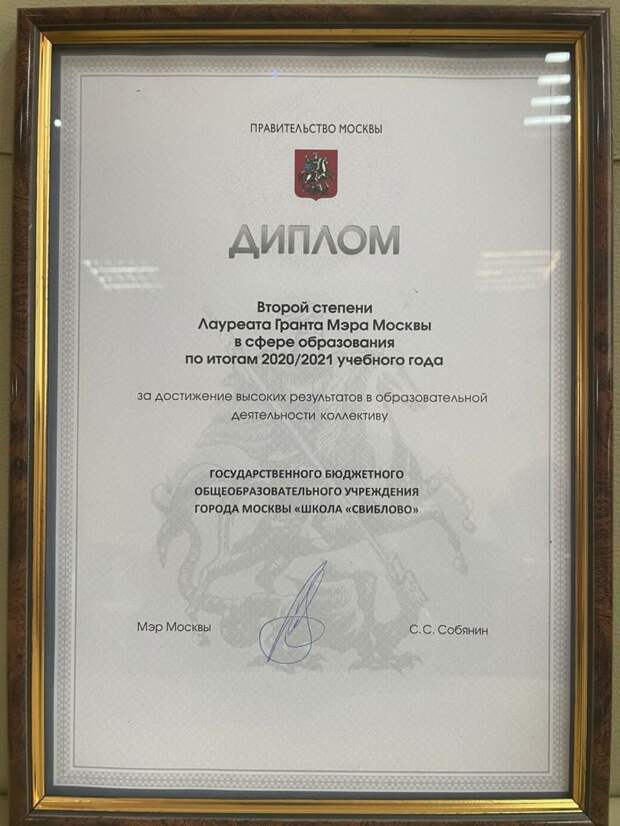 ПРАВИТЕЛЬСТВО МОСКВЫ
ДИПЛОМ
Второй степени
Лауреата Гранта Мэра Москвы
в сфере образования
по итогам 2020/2021 учебного года
за достижение высоких результатов в образовательной
деятельности коллективу
ГОСУДАРСТВЕННОГО БЮДЖЕТНОГО
ОБЩЕОБРАЗОВАТЕЛЬНОГО УЧРЕЖДЕНИЯ
ГОРОДА МОСКВЫ «ШКОЛА «СВИБЛОВО»
Мэр Москвы С. С. Собянин